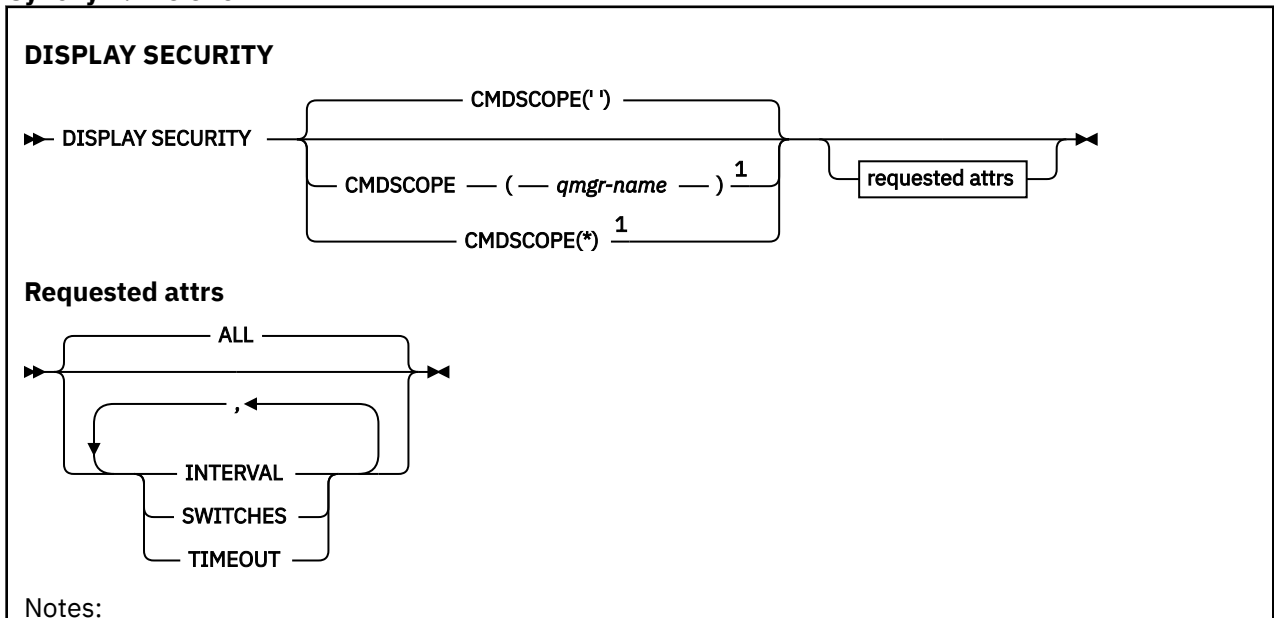 DISPLAY SECURITY
CMDSCOPE(' ')
DISPLAY SECURITY
requested attrs
CMDSCOPE ( qmgr-name ) 1
CMDSCOPE(*) 1
Requested attrs
ALL
,
INTERVAL
SWITCHES
TIMEOUT
Notes: